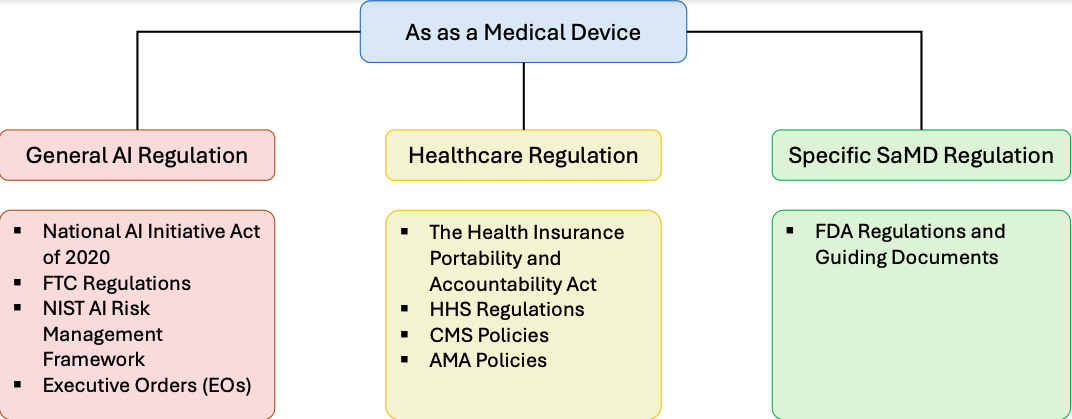 As as a Medical Device
General AI Regulation
Healthcare Regulation
Specific SaMD Regulation
▪ National AI Initiative Act
of 2020
▪ FTC Regulations
▪ NIST AI Risk
Management
Framework
▪ Executive Orders (EOs)
▪ The Health Insurance
Portability and
Accountability Act
▪ HHS Regulations
▪ CMS Policies
▪ AMA Policies
▪ FDA Regulations and
Guiding Documents